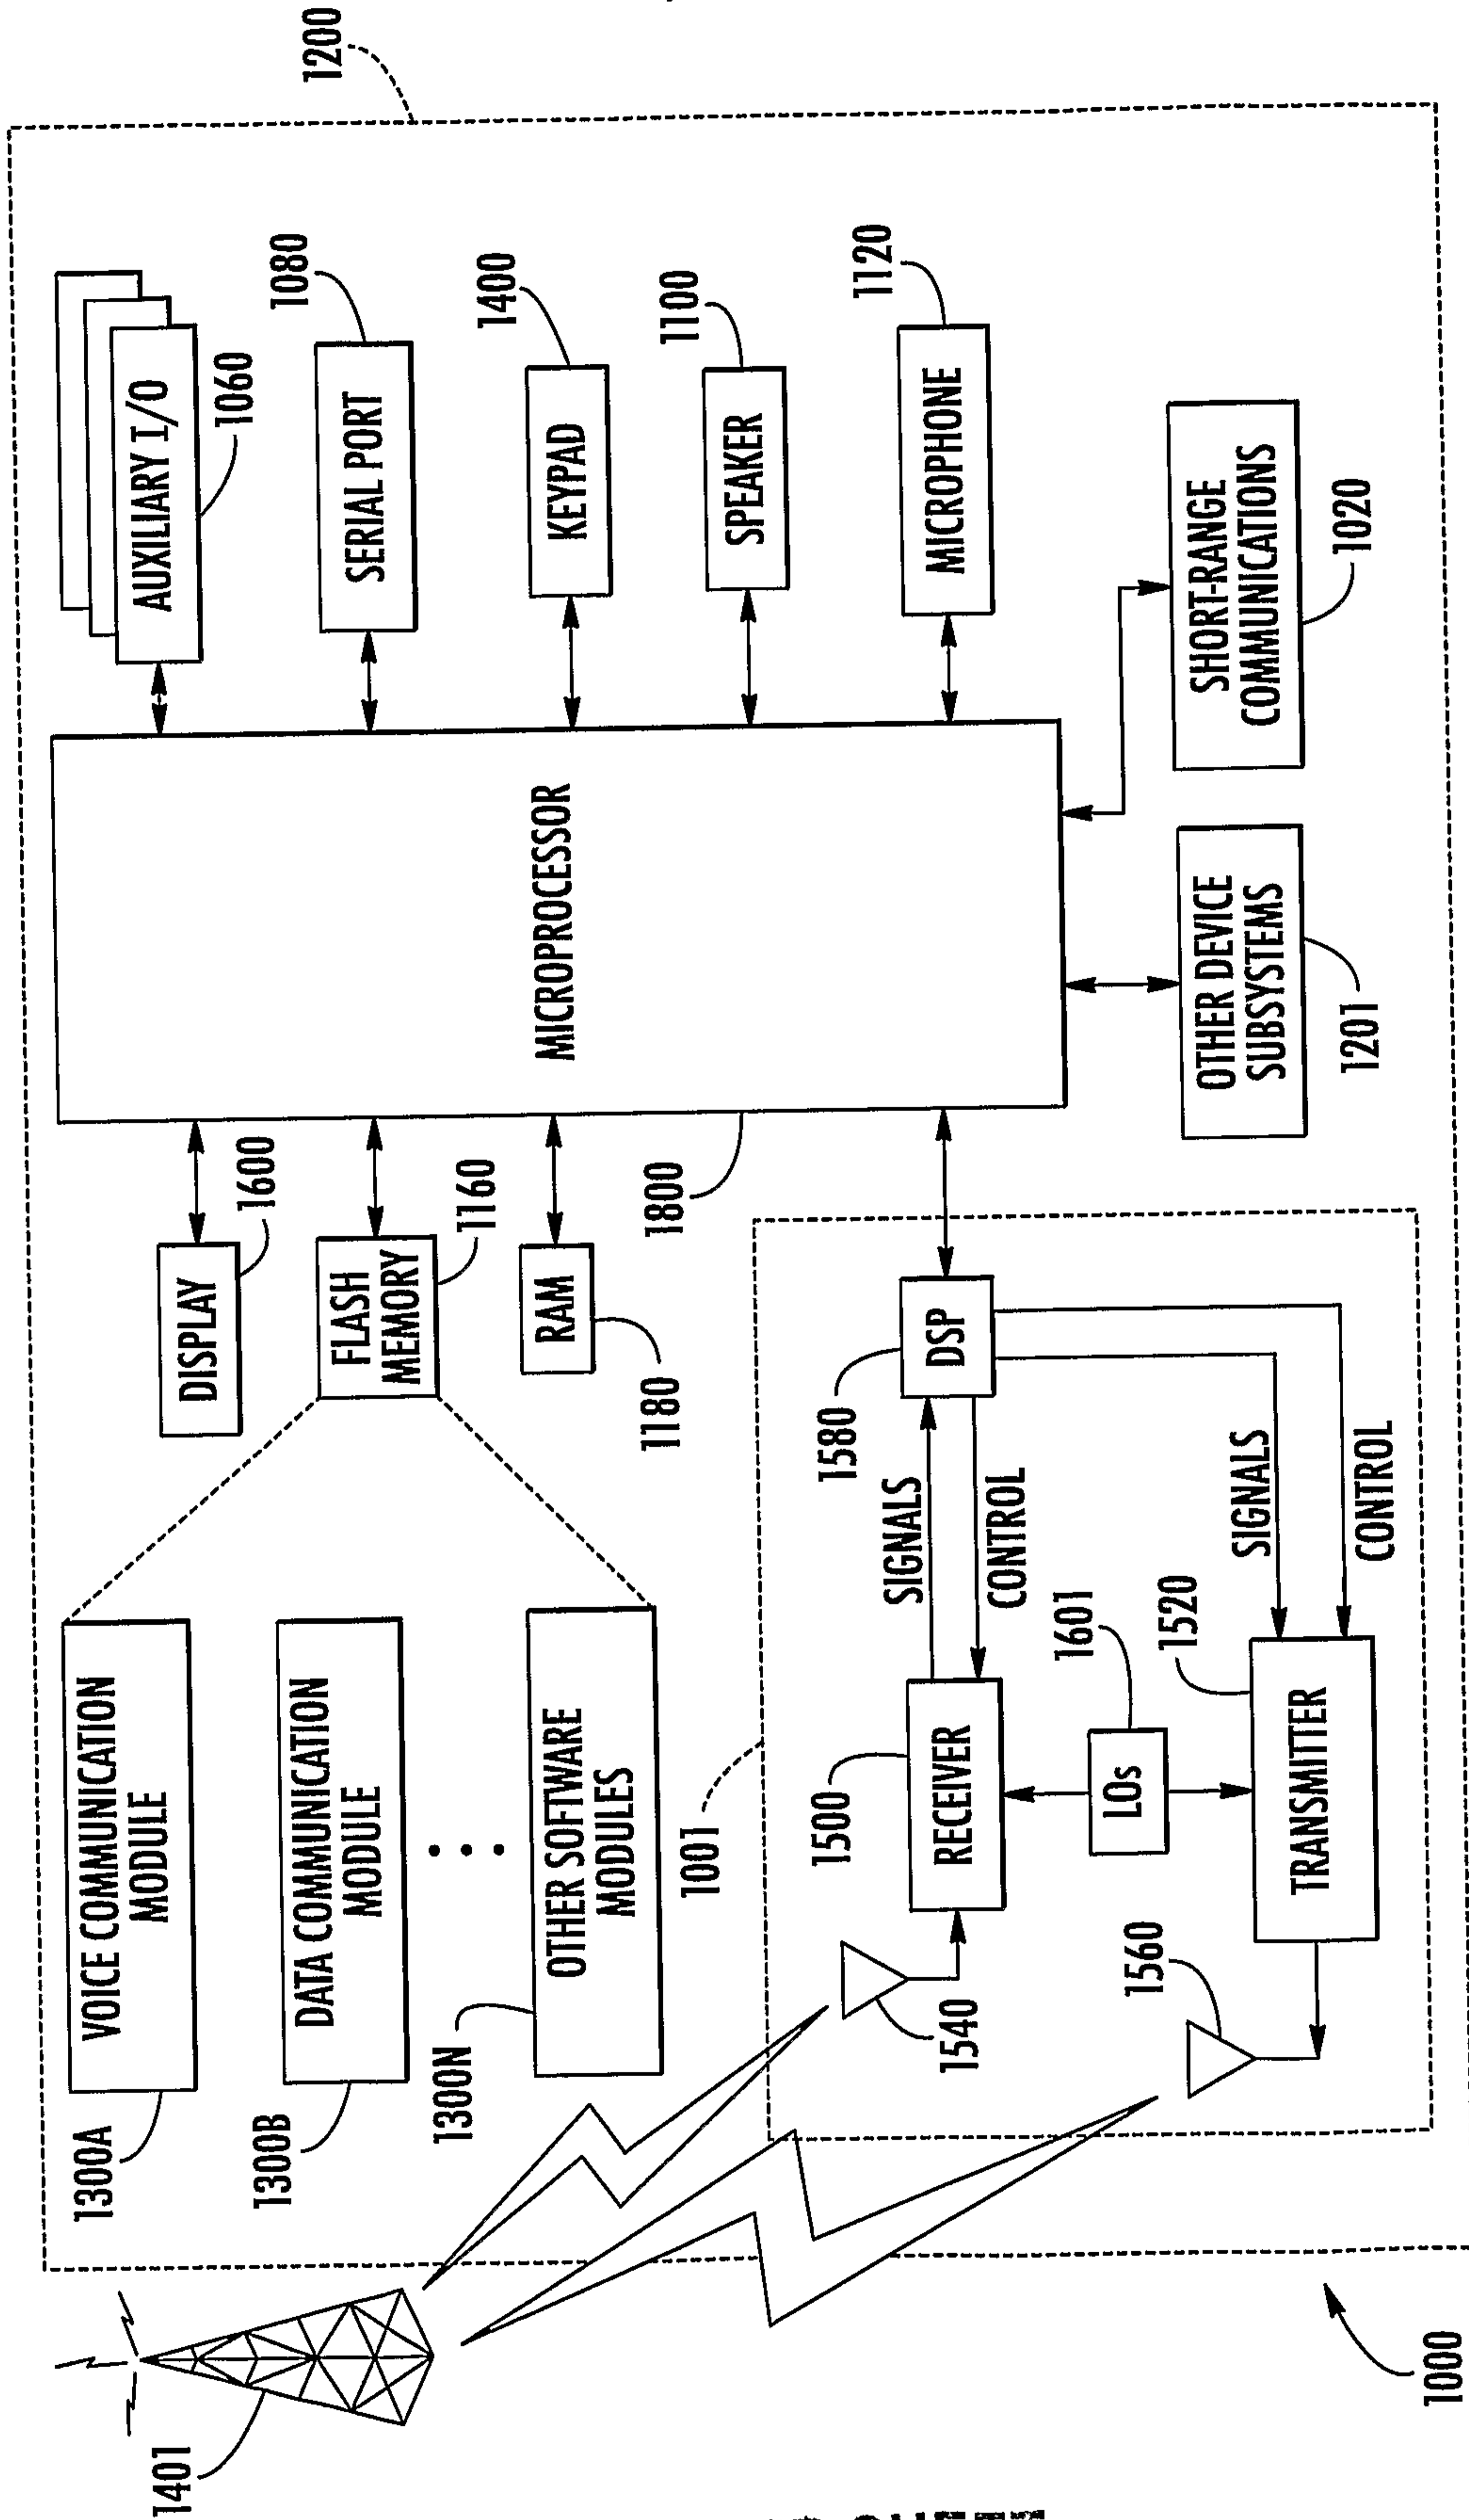 1200
AUXILIARY I/O
1060
SERIAL PORT
1080
KEYPAD
1400
SPEAKER
1100
MICROPHONE
1120
SHORT-RANGE
COMMUNICATIONS
1020
MICROPROCESSOR
1800
OTHER DEVICE
SUBSYSTEMS
1201
DISPLAY
1600
FLASH
MEMORY
1160
RAM
1180
VOICE COMMUNICATION
MODULE
1300A
DATA COMMUNICATION
MODULE
1300B
OTHER SOFTWARE
MODULES
1300N
1001
DSP
1580
SIGNALS
CONTROL
SIGNALS
CONTROL
RECEIVER
1500
LOs
1601
TRANSMITTER
1520
1540
1560
1401
1000